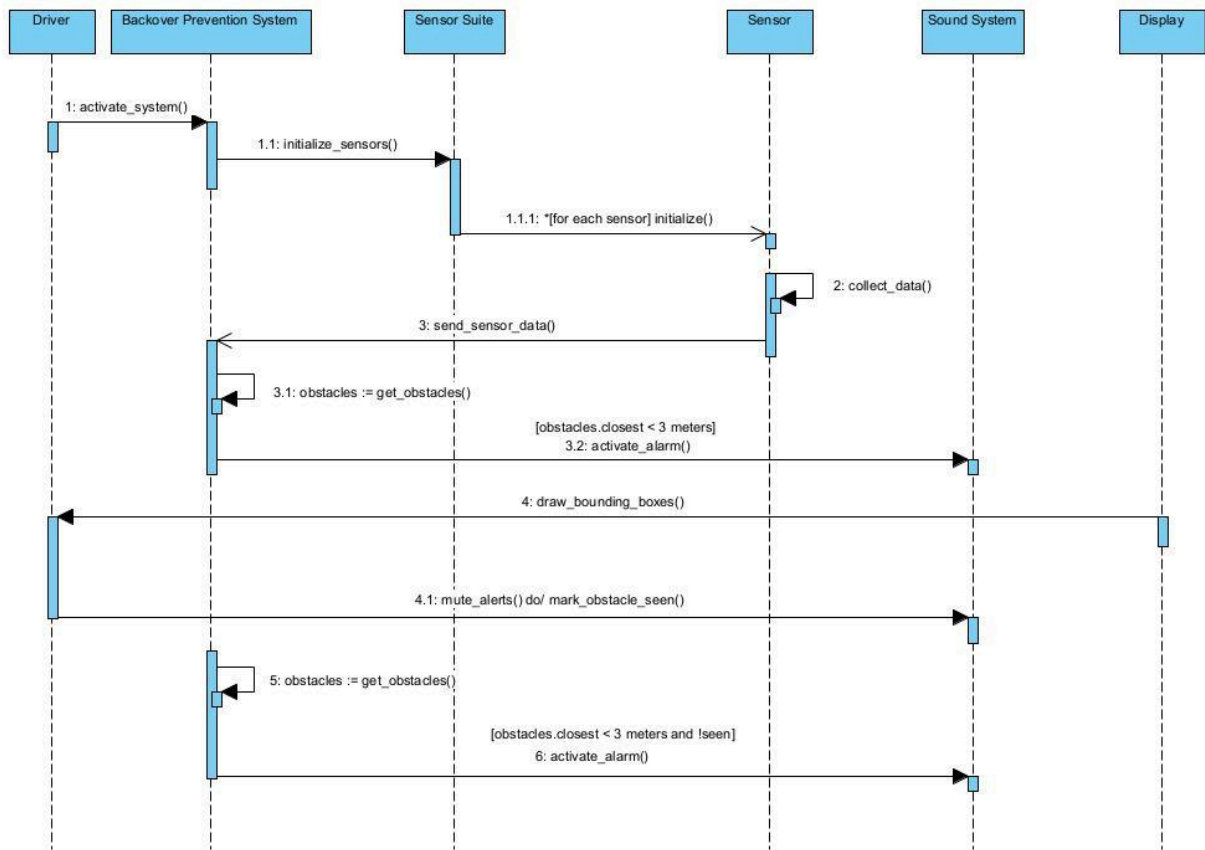 Driver
Backover Prevention System
Sensor Suite
Sensor
Sound System
Display
1: activate_system()
1.1: initialize_sensors()
1.1.1: *[for each sensor] initialize()
2: collect_data()
3: send_sensor_data()
3.1: obstacles := get_obstacles()
[obstacles.closest < 3 meters]
3.2: activate_alarm()
4: draw_bounding_boxes()
4.1: mute_alerts() do/ mark_obstacle_seen()
5: obstacles := get_obstacles()
[obstacles.closest < 3 meters and !seen]
6: activate_alarm()